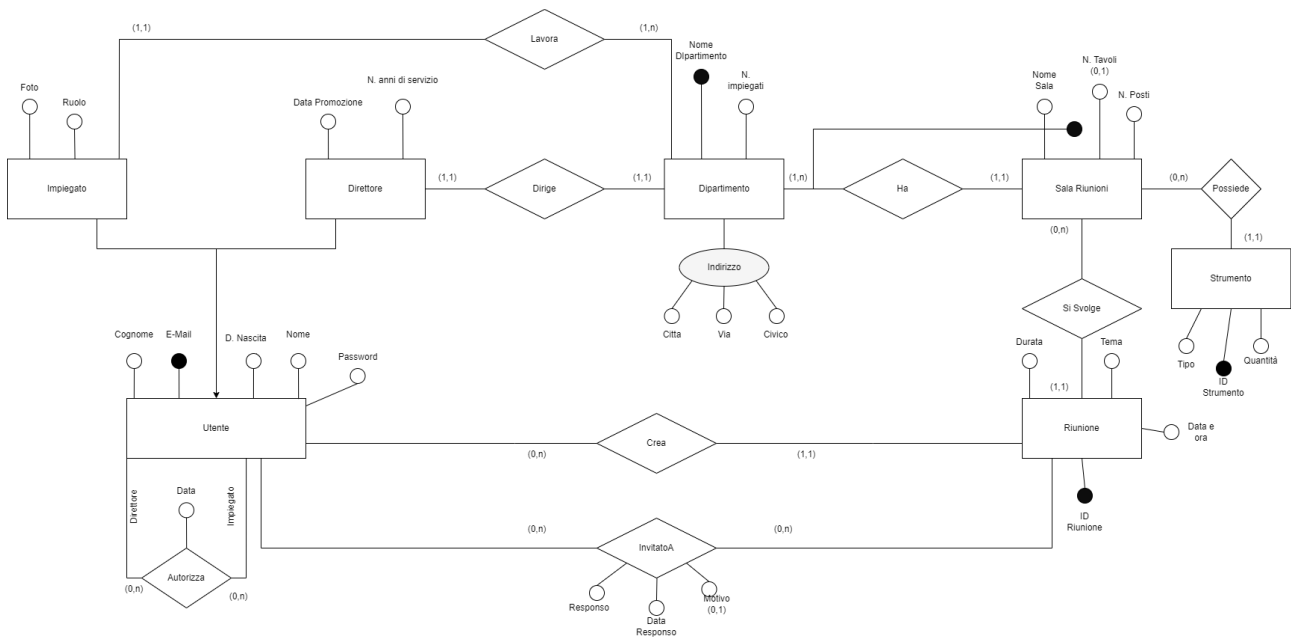 (1,1)
Lavora
(1,n)
Nome
DIpartimento
N.
impiegati
Nome
Sala
N. Tavoli
(0,1)
N. Posti
Foto
Ruolo
Data Promozione
N. anni di servizio
Impiegato
Direttore
(1,1)
Dirige
(1,1)
Dipartimento
(1,n)
Ha
(1,1)
Sala Riunioni
(0,n)
Possiede
(0,n)
(1,1)
Indirizzo
Strumento
Citta
Via
Civico
Si Svolge
Tipo
ID
Strumento
Quantità
Cognome
E-Mail
D. Nascita
Nome
Password
Durata
Tema
(1,1)
Utente
(0,n)
Crea
(1,1)
Riunione
Data e
ora
ID
Riunione
Direttore
Data
Impiegato
(0,n)
Autorizza
(0,n)
(0,n)
InvitatoA
(0,n)
Responso
Data
Responso
Motivo
(0,1)